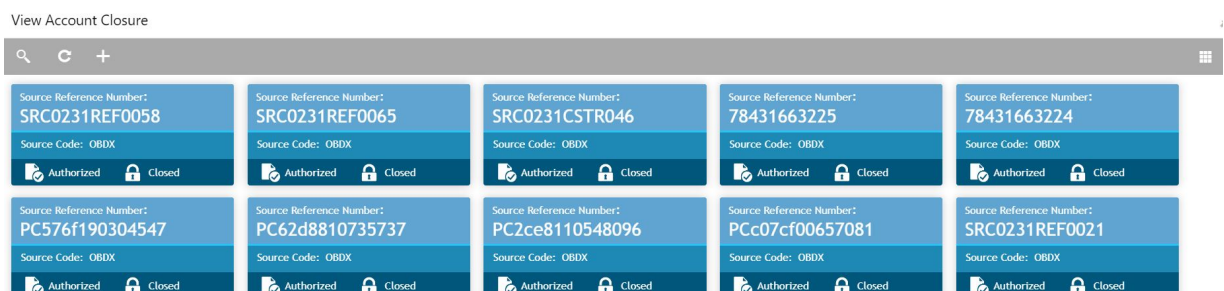 View Account Closure
Source Reference Number: Source Reference Number: Source Reference Number: Source Reference Number: Source Reference Number:
SRC0231REF0058 SRC0231REF0065 SRC0231CSTR046 78431663225 78431663224
Source Code: OBDX Source Code: OBDX Source Code: OBDX Source Code: OBDX Source Code: OBDX
Authorized Closed Authorized Closed Authorized Closed Authorized Closed Authorized Closed
Source Reference Number: Source Reference Number: Source Reference Number: Source Reference Number: Source Reference Number:
PC576f190304547 PC62d8810735737 PC2ce8110548096 PCc07cf00657081 SRC0231REF0021
Source Code: OBDX Source Code: OBDX Source Code: OBDX Source Code: OBDX Source Code: OBDX
Authorized Closed Authorized Closed Authorized Closed Authorized Closed Authorized Closed